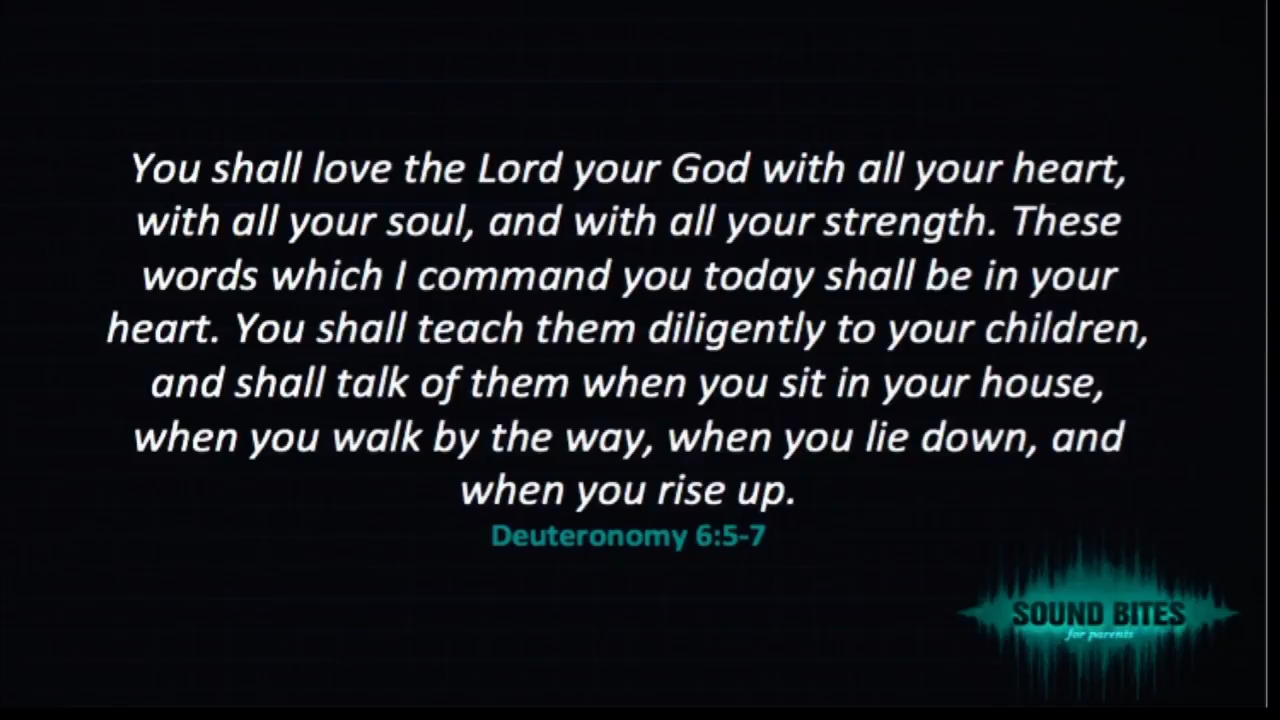 You shall love the Lord your God with all your heart,
with all your soul, and with all your strength. These
words which I command you today shall be in your
heart. You shall teach them diligently to your children,
and shall talk of them when you sit in your house,
when you walk by the way, when you lie down, and
when you rise up.
Deuteronomy 6:5-7
SOUND BITES
for parents